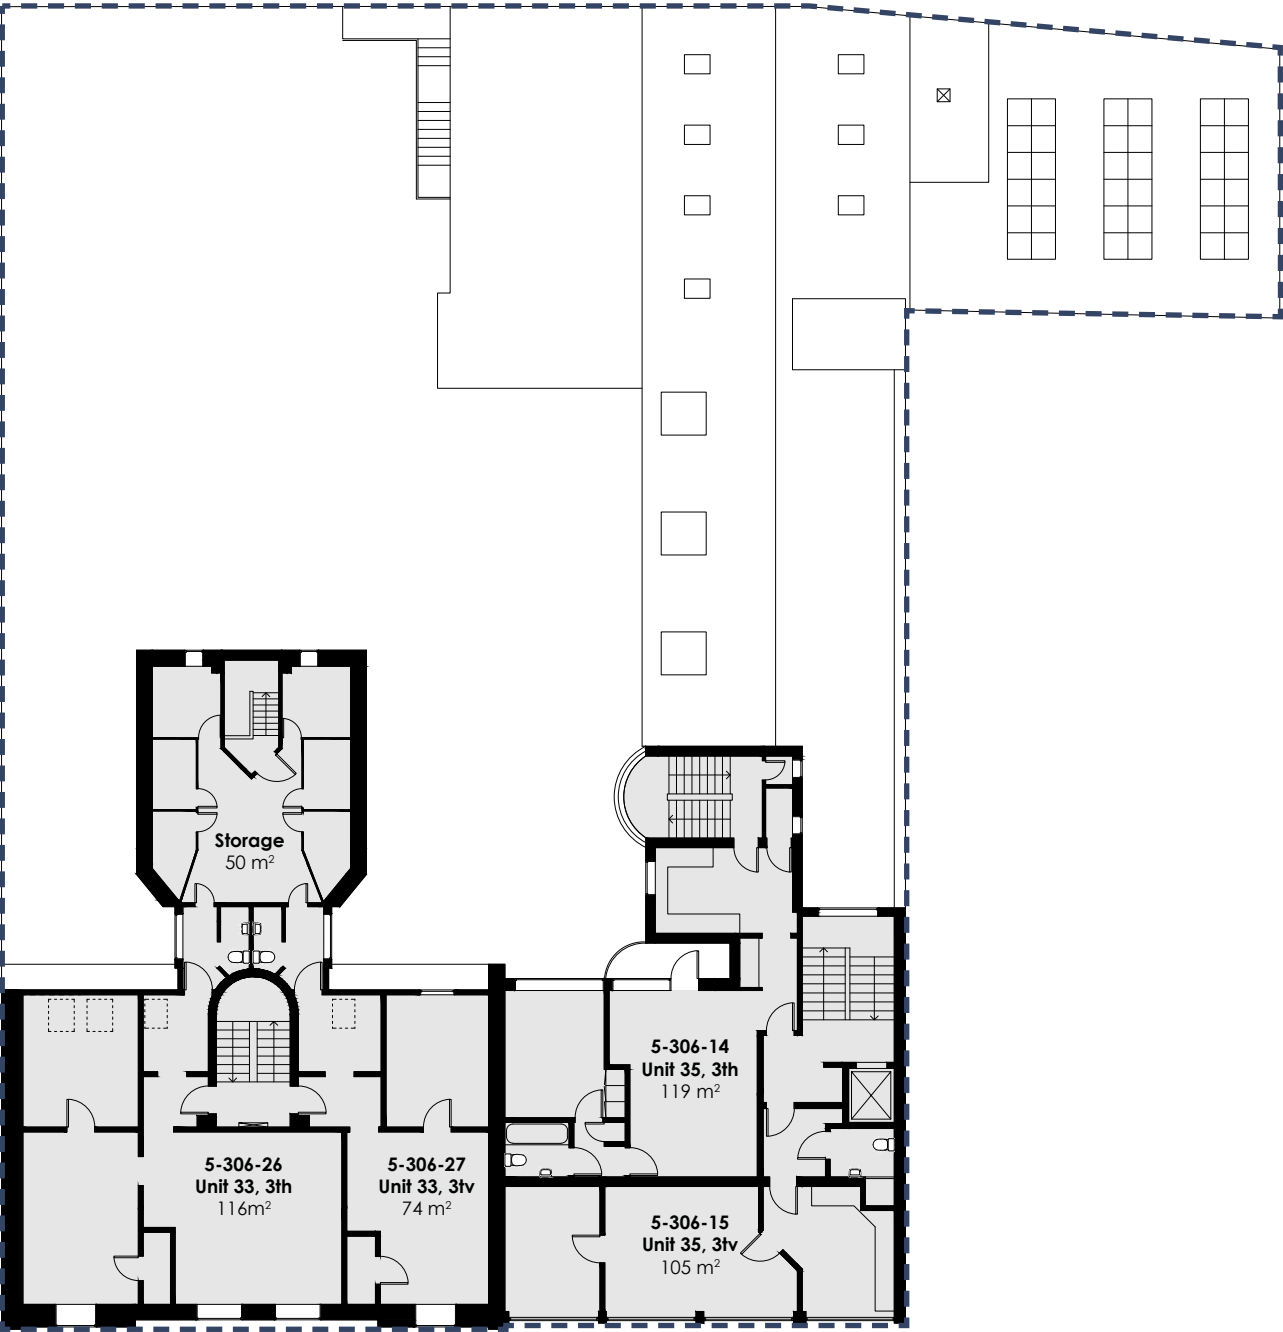 Storage
50 m²
5-306-14
Unit 35, 3th
119 m²
5-306-26
Unit 33, 3th
116m²
5-306-27
Unit 33, 3tv
74 m²
5-306-15
Unit 35, 3tv
105 m²